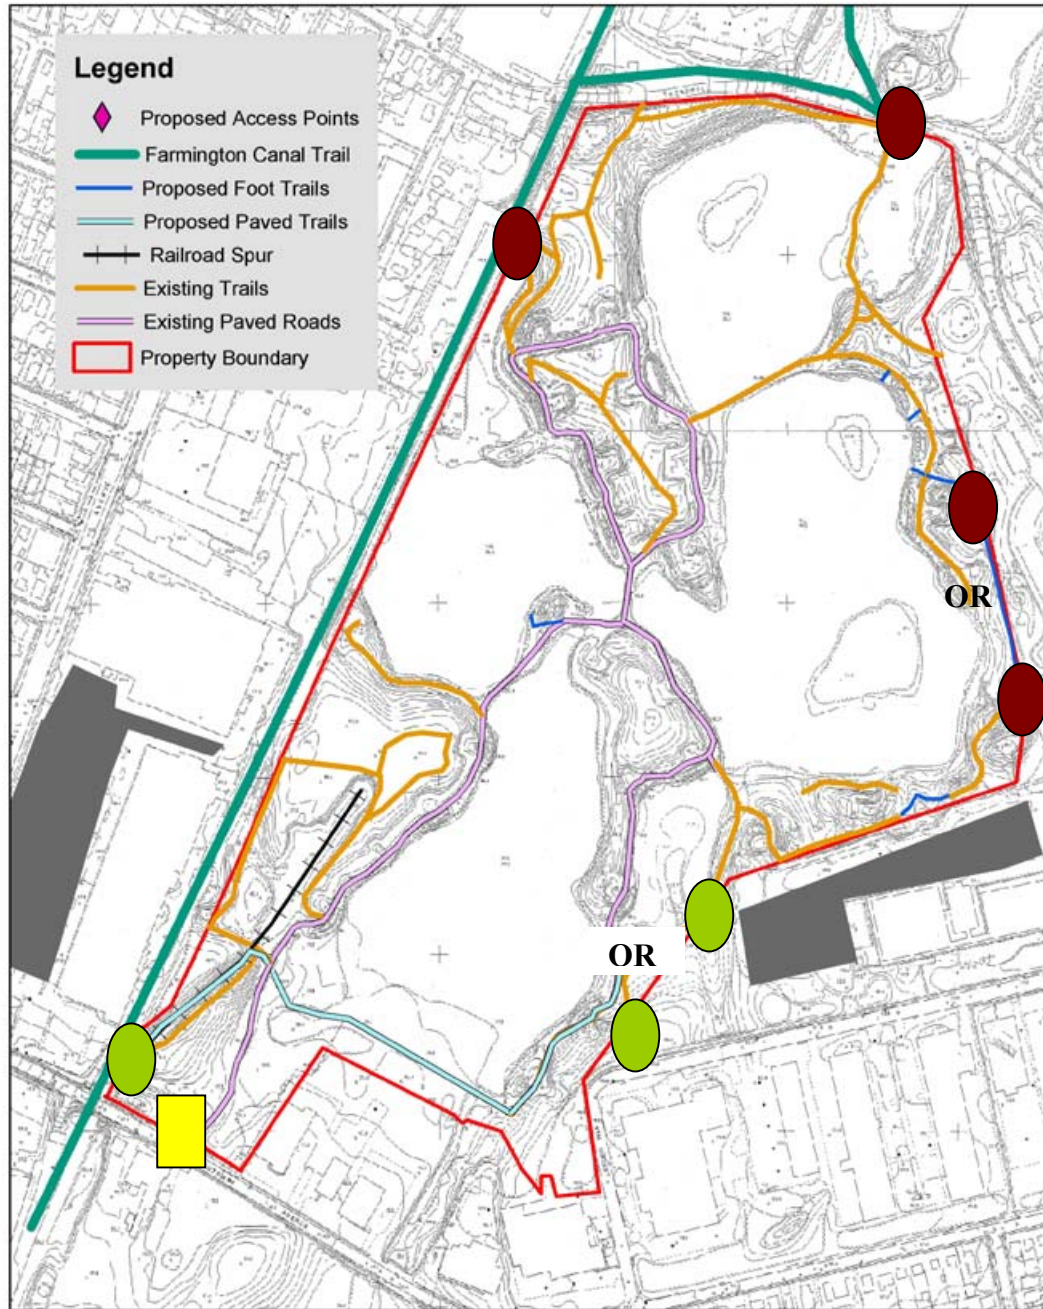 Legend
Proposed Access Points
Farmington Canal Trail
Proposed Foot Trails
Proposed Paved Trails
Railroad Spur
Existing Trails
Existing Paved Roads
Property Boundary
OR
OR